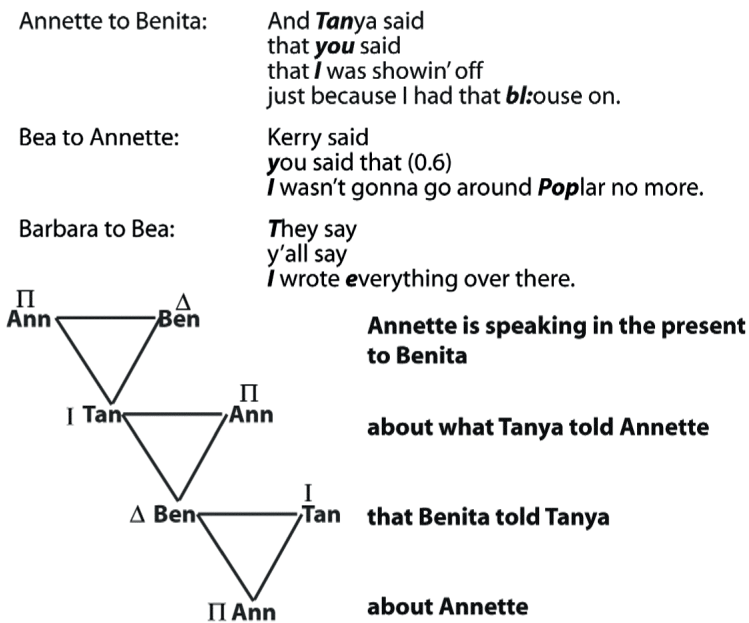 Annette to Benita: And Tanya said
that you said
that I was showin' off
just because I had that bl:ouse on.
Bea to Annette: Kerry said
you said that (0.6)
I wasn't gonna go around Poplar no more.
Barbara to Bea: They say
y'all say
I wrote everything over there.
Π Δ
Ann Ben
Annette is speaking in the present
to Benita
Π
I Tan Ann about what Tanya told Annette
I
Δ Ben Tan that Benita told Tanya
Π Ann about Annette